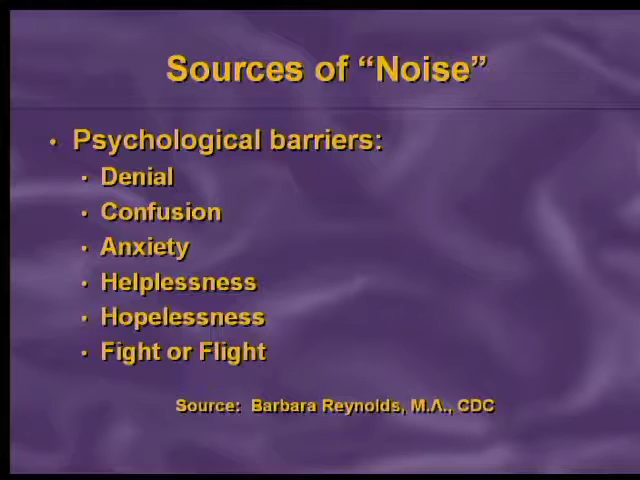 Sources of “Noise”
• Psychological barriers:
• Denial
• Confusion
• Anxiety
• Helplessness
• Hopelessness
• Fight or Flight
Source: Barbara Reynolds, M.A., CDC